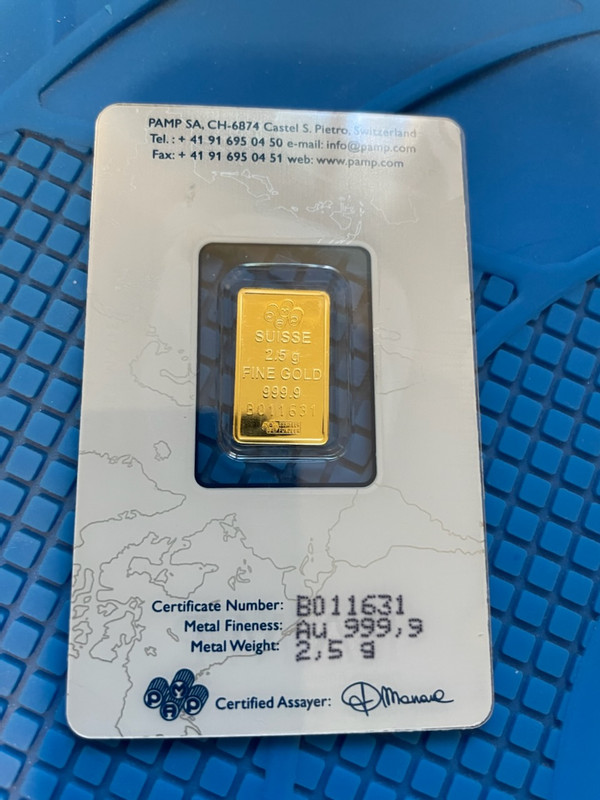 PAMP SA, CH-6874 Castel S. Pietro, Switzerland
Tel. : + 41 91 695 04 50 e-mail: info@pamp.com
Fax: + 41 91 695 04 51 web: www.pamp.com
PAMP
SUISSE
2.5 g
FINE GOLD
999.9
B011631
Certificate Number: B011631
Metal Fineness: Au 999,9
Metal Weight: 2,5 g
PAMP
Certified Assayer: